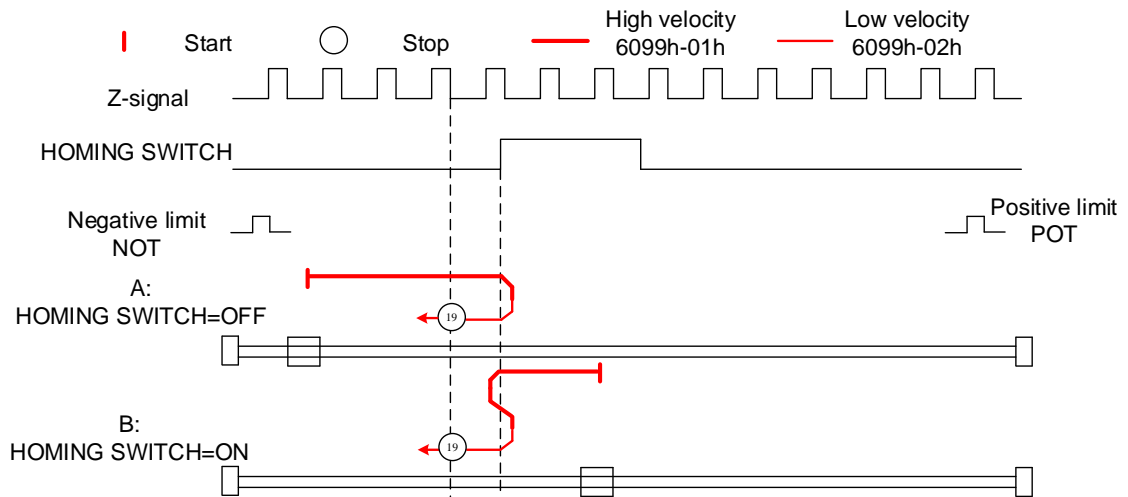 Start
Stop
High velocity
6099h-01h
Low velocity
6099h-02h
Z-signal
HOMING SWITCH
Negative limit
NOT
Positive limit
POT
A:
HOMING SWITCH=OFF
19
B:
HOMING SWITCH=ON
19